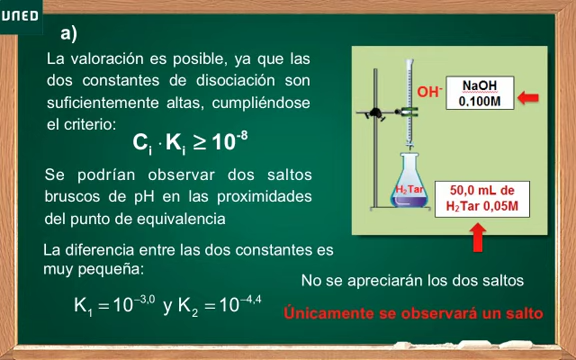 UNED
a)
La valoración es posible, ya que las
dos constantes de disociación son
suficientemente altas, cumpliéndose
el criterio:
Cᵢ · Kᵢ ≥ 10⁻⁸
Se podrían observar dos saltos
bruscos de pH en las proximidades
del punto de equivalencia
La diferencia entre las dos constantes es
muy pequeña:
K₁ = 10⁻³,⁰ y K₂ = 10⁻⁴,⁴
OH⁻
NaOH
0.100M
H₂Tar
50,0 mL de
H₂Tar 0,05M
No se apreciarán los dos saltos
Únicamente se observará un salto